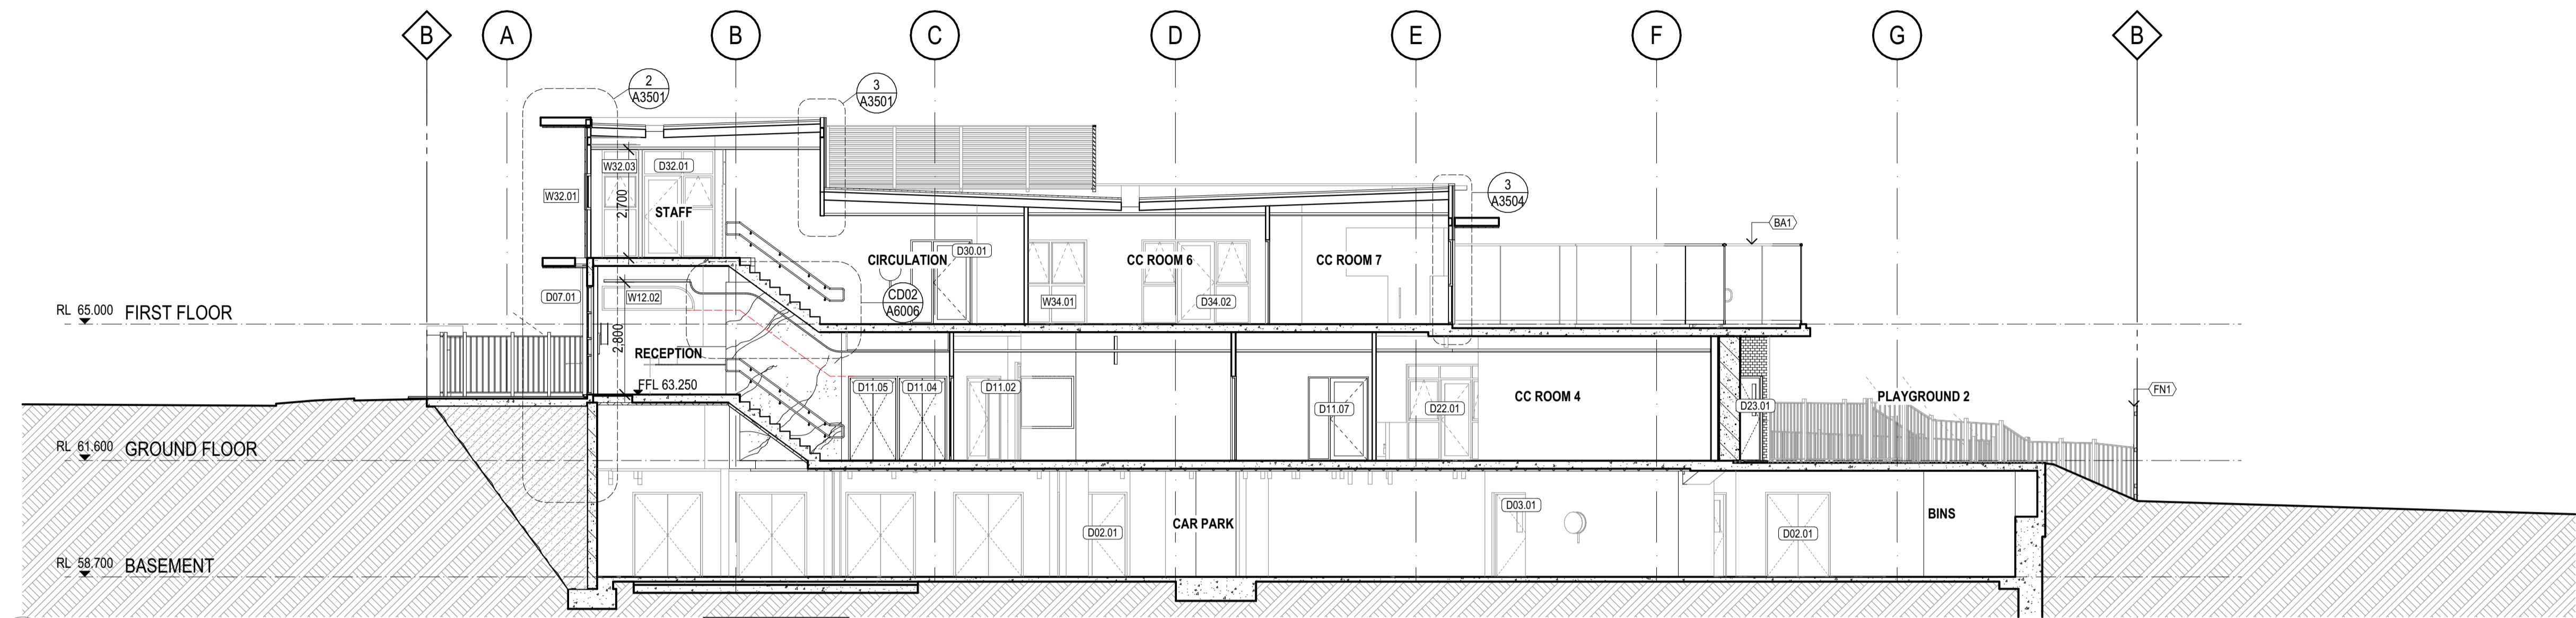 B
A
B
C
D
E
F
G
B
2
A3501
3
A3501
W32.03
D32.01
W32.01
2,700
STAFF
3
A3504
BA1
CIRCULATION
D30.01
CC ROOM 6
CC ROOM 7
D07.01
W12.02
CD02
A6006
W34.01
D34.02
RL 65.000 FIRST FLOOR
2,800
RECEPTION
FFL 63.250
D11.05
D11.04
D11.02
D11.07
D22.01
CC ROOM 4
D23.01
PLAYGROUND 2
FN1
RL 61.600 GROUND FLOOR
D02.01
CAR PARK
D03.01
D02.01
BINS
RL 58.700 BASEMENT